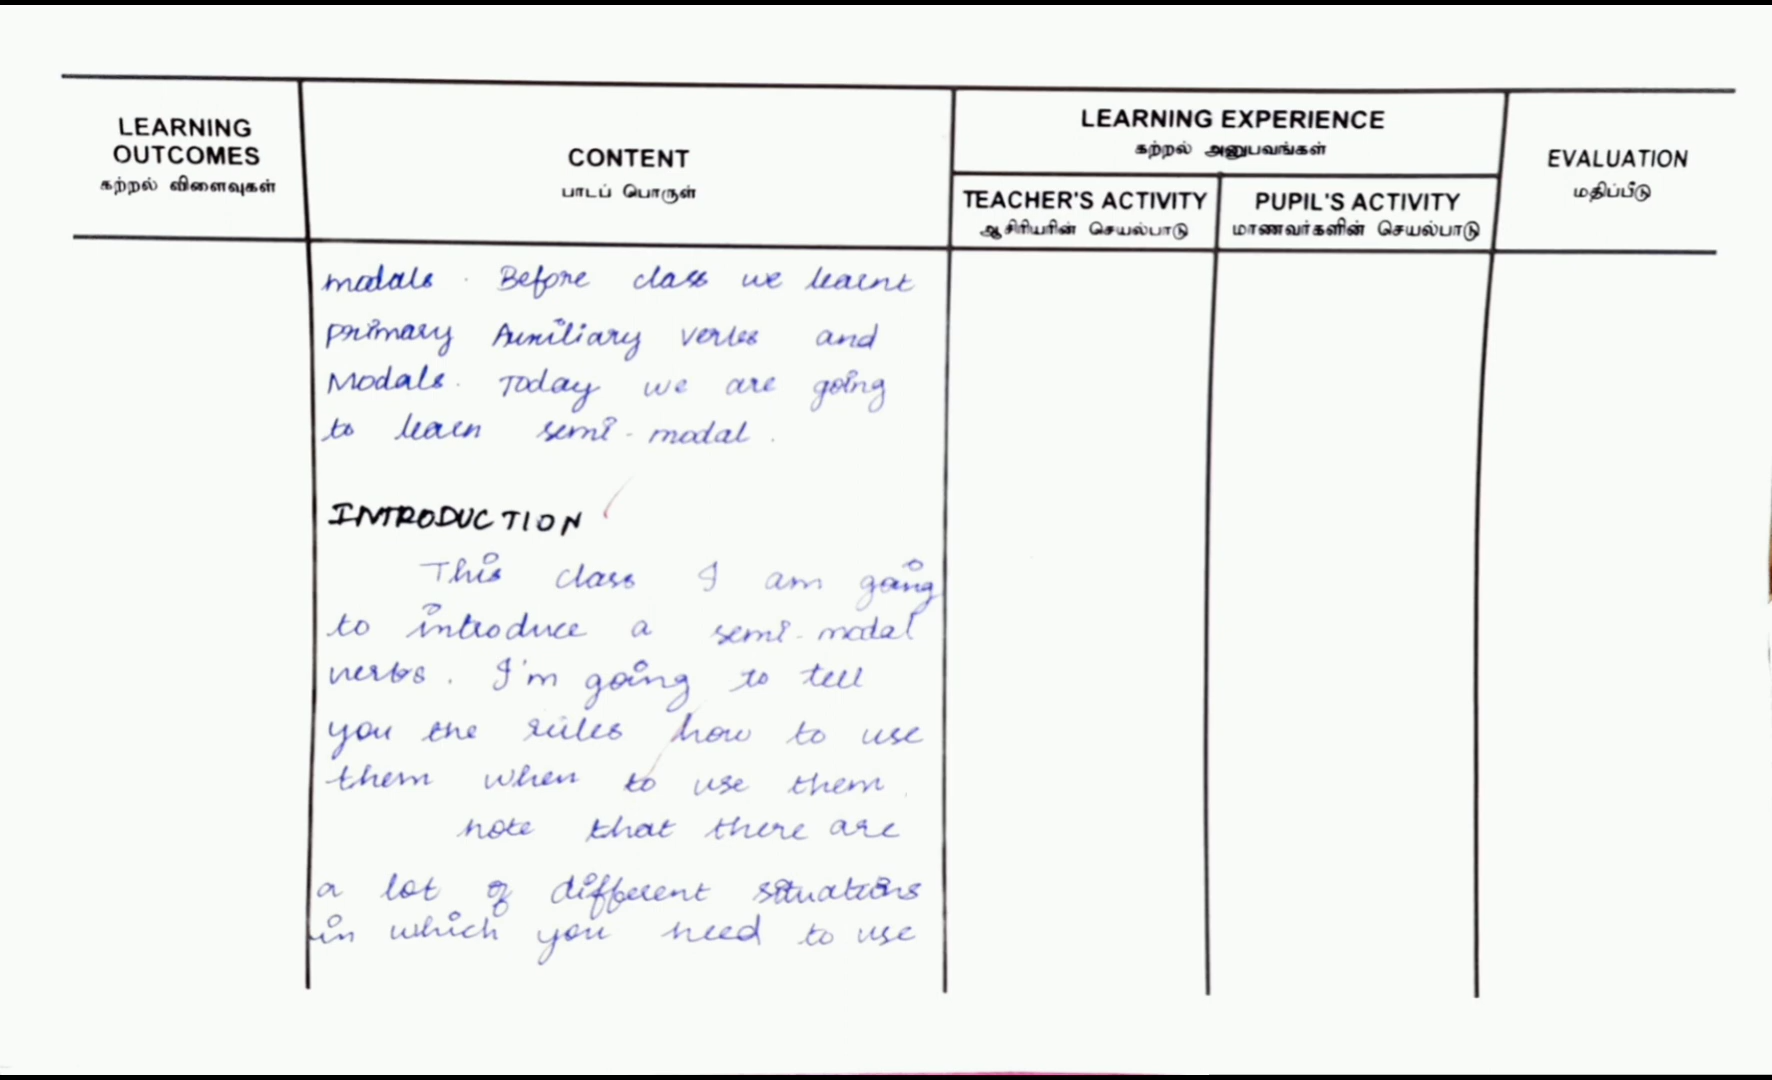 LEARNING
OUTCOMES
கற்றல் விளைவுகள்
CONTENT
பாடப் பொருள்
LEARNING EXPERIENCE
கற்றல் அனுபவங்கள்
TEACHER'S ACTIVITY
ஆசிரியரின் செயல்பாடு
PUPIL'S ACTIVITY
மாணவர்களின் செயல்பாடு
EVALUATION
மதிப்பீடு
modals. Before class we learnt
primary Auxiliary verbs and
Modals. Today we are going
to learn semi-modal.
INTRODUCTION
This class I am going
to introduce a semi-modal
verbs. I'm going to tell
you the rules how to use
them when to use them.
note that there are
a lot of different situations
in which you need to use